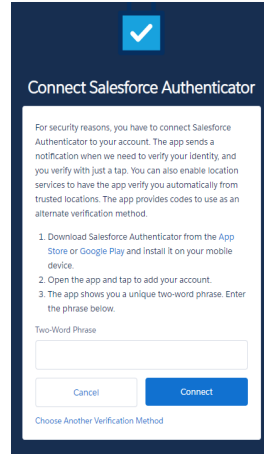 Connect Salesforce Authenticator
For security reasons, you have to connect Salesforce
Authenticator to your account. The app sends a
notification when we need to verify your identity, and
you verify with just a tap. You can also enable location
services to have the app verify you automatically from
trusted locations. The app provides codes to use as an
alternate verification method.
1. Download Salesforce Authenticator from the App
Store or Google Play and install it on your mobile
device.
2. Open the app and tap to add your account.
3. The app shows you a unique two-word phrase. Enter
the phrase below.
Two-Word Phrase
Cancel Connect
Choose Another Verification Method